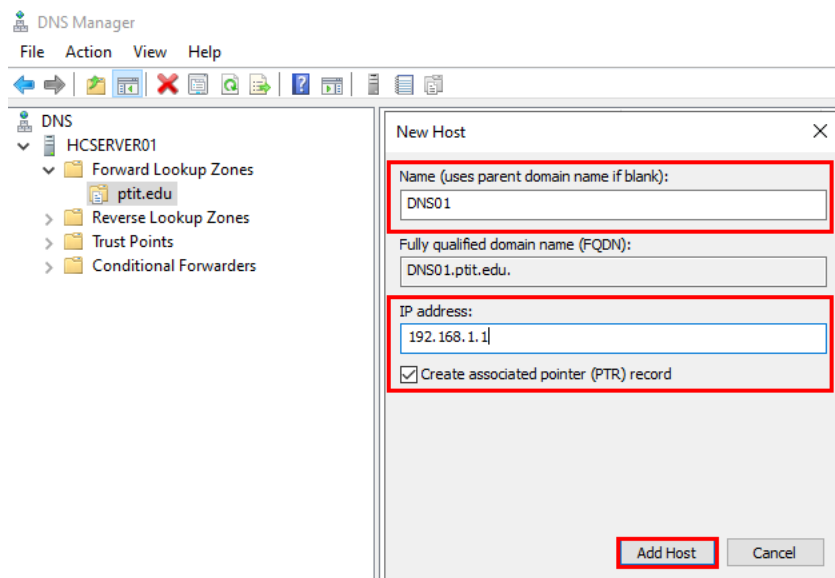 DNS Manager
File Action View Help
DNS
HCSERVER01
Forward Lookup Zones
ptit.edu
Reverse Lookup Zones
Trust Points
Conditional Forwarders
New Host
Name (uses parent domain name if blank):
DNS01
Fully qualified domain name (FQDN):
DNS01.ptit.edu.
IP address:
192.168.1.1
Create associated pointer (PTR) record
Add Host Cancel